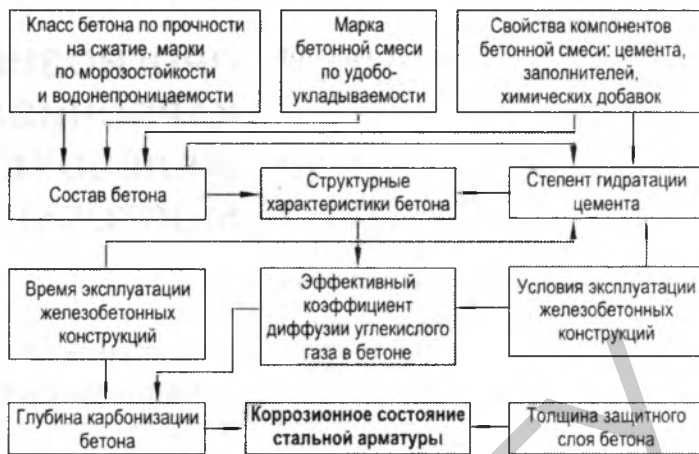 Класс бетона по прочности
на сжатие, марки
по морозостойкости
и водонепроницаемости
Марка
бетонной смеси
по удобо-
укладываемости
Свойства компонентов
бетонной смеси: цемента,
заполнителей,
химических добавок
Состав бетона
Структурные
характеристики бетона
Степент гидратации
цемента
Время эксплуатации
железобетонных
конструкций
Эффективный
коэффициент
диффузии углекислого
газа в бетоне
Условия эксплуатации
железобетонных
конструкций
Глубина карбонизации
бетона
Коррозионное состояние
стальной арматуры
Толщина защитного
слоя бетона